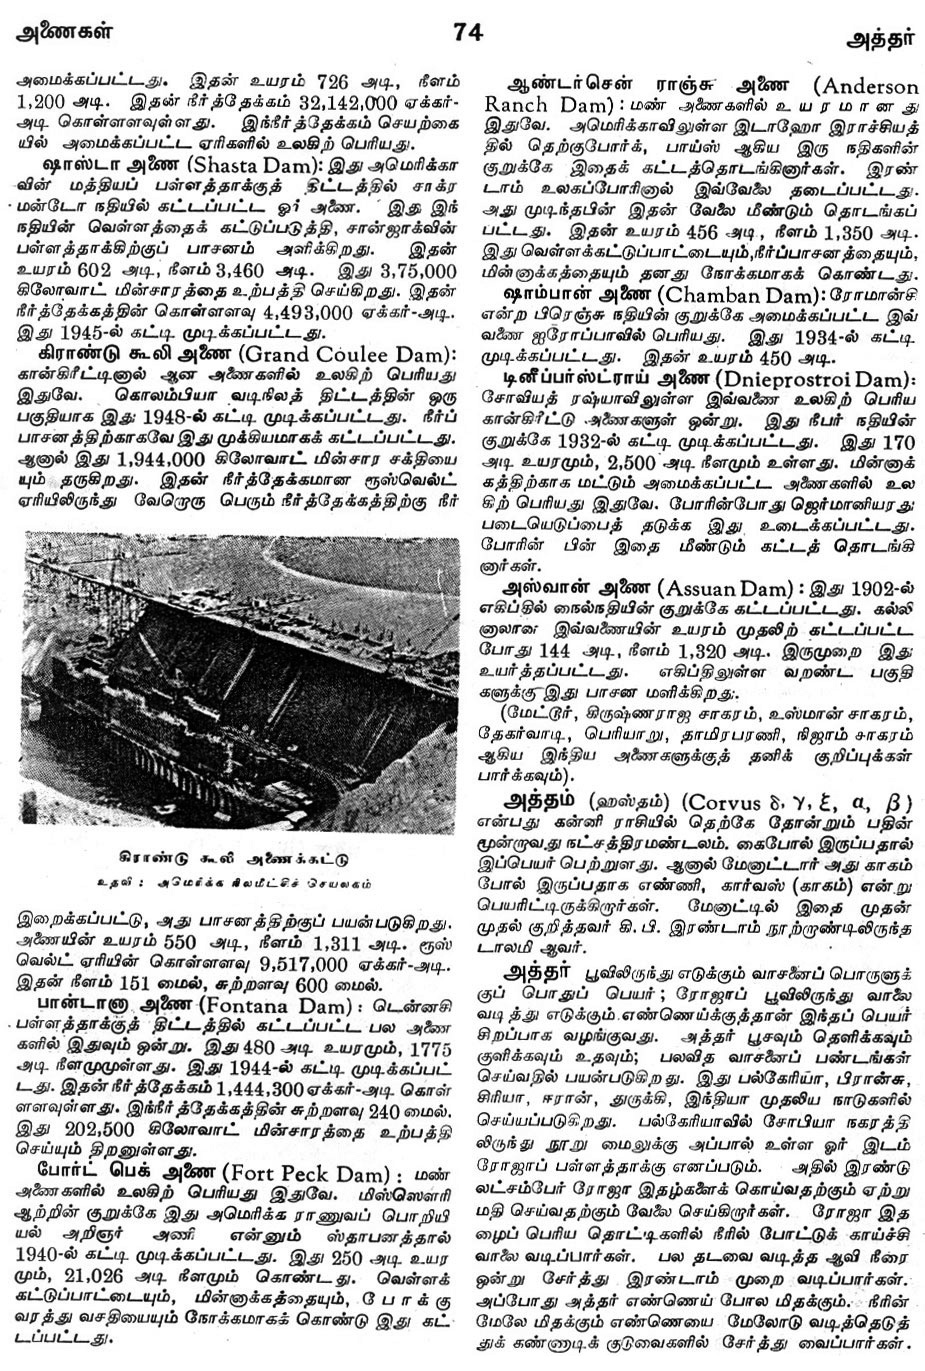 அணைகள்
74
அத்தர்
அமைக்கப்பட்டது. இதன் உயரம் 726 அடி, நீளம்
1,200 அடி. இதன் நீர்த்தேக்கம் 32,142,000 ஏக்கர்-
அடி கொள்ளளவுள்ளது. இந்நீர்த்தேக்கம் செயற்கை
யில் அமைக்கப்பட்ட ஏரிகளில் உலகிற் பெரியது.
ஷாஸ்டா அணை (Shasta Dam): இது அமெரிக்கா
வின் மத்தியப் பள்ளத்தாக்குத் திட்டத்தில் சாக்ர
மன்டோ நதியில் கட்டப்பட்ட ஓர் அணை. இது இந்
நதியின் வெள்ளத்தைக் கட்டுப்படுத்தி, சான்ஜாக்வின்
பள்ளத்தாக்கிற்குப் பாசனம் அளிக்கிறது. இதன்
உயரம் 602 அடி, நீளம் 3,460 அடி. இது 3,75,000
கிலோவாட் மின்சாரத்தை உற்பத்தி செய்கிறது. இதன்
நீர்த்தேக்கத்தின் கொள்ளளவு 4,493,000 ஏக்கர்-அடி.
இது 1945-ல் கட்டி முடிக்கப்பட்டது.
கிராண்டு கூலி அணை (Grand Coulee Dam):
கான்கிரீட்டினால் ஆன அணைகளில் உலகிற் பெரியது
இதுவே. கொலம்பியா வடிநிலத் திட்டத்தின் ஒரு
பகுதியாக இது 1948-ல் கட்டி முடிக்கப்பட்டது. நீர்ப்
பாசனத்திற்காகவே இது முக்கியமாகக் கட்டப்பட்டது.
ஆனால் இது 1,944,000 கிலோவாட் மின்சார சக்தியை
யும் தருகிறது. இதன் நீர்த்தேக்கமான ரூஸ்வெல்ட்
ஏரியிலிருந்து வேறொரு பெரும் நீர்த்தேக்கத்திற்கு நீர்
கிராண்டு கூலி அணைக்கட்டு
உதவி : அமெரிக்க நிலமீட்சிச் செயலகம்
இறைக்கப்பட்டு, அது பாசனத்திற்குப் பயன்படுகிறது.
அணையின் உயரம் 550 அடி, நீளம் 1,311 அடி. ரூஸ்
வெல்ட் ஏரியின் கொள்ளளவு 9,517,000 ஏக்கர்-அடி.
இதன் நீளம் 151 மைல், சுற்றளவு 600 மைல்.
பான்டானா அணை (Fontana Dam) : டென்னசி
பள்ளத்தாக்குத் திட்டத்தில் கட்டப்பட்ட பல அணை
களில் இதுவும் ஒன்று. இது 480 அடி உயரமும், 1775
அடி நீளமுமுள்ளது. இது 1944-ல் கட்டி முடிக்கப்பட்
டது. இதன் நீர்த்தேக்கம் 1,444,300 ஏக்கர்-அடி கொள்
ளளவுள்ளது. இந்நீர்த்தேக்கத்தின் சுற்றளவு 240 மைல்.
இது 202,500 கிலோவாட் மின்சாரத்தை உற்பத்தி
செய்யும் திறனுள்ளது.
போர்ட் பெக் அணை (Fort Peck Dam) : மண்
அணைகளில் உலகிற் பெரியது இதுவே. மிஸ்ஸௌரி
ஆற்றின் குறுக்கே இது அமெரிக்க ராணுவப் பொறியி
யல் அறிஞர் அணி என்னும் ஸ்தாபனத்தால்
1940-ல் கட்டி முடிக்கப்பட்டது. இது 250 அடி உயர
மும், 21,026 அடி நீளமும் கொண்டது. வெள்ளக்
கட்டுப்பாட்டையும், மின்னாக்கத்தையும், போக்கு
வரத்து வசதியையும் நோக்கமாகக் கொண்டு இது கட்
டப்பட்டது.
ஆண்டர்சென் ராஞ்சு அணை (Anderson
Ranch Dam) : மண் அணைகளில் உயரமானது
இதுவே. அமெரிக்காவிலுள்ள இடாஹோ இராச்சியத்
தில் தெற்குபோர்க், பாய்ஸ் ஆகிய இரு நதிகளின்
குறுக்கே இதைக் கட்டத்தொடங்கினார்கள். இரண்
டாம் உலகப்போரினால் இவ்வேலை தடைப்பட்டது.
அது முடிந்தபின் இதன் வேலை மீண்டும் தொடங்கப்
பட்டது. இதன் உயரம் 456 அடி, நீளம் 1,350 அடி.
இது வெள்ளக்கட்டுப்பாட்டையும், நீர்ப்பாசனத்தையும்,
மின்னாக்கத்தையும் தனது நோக்கமாகக் கொண்டது.
ஷாம்பான் அணை (Chamban Dam): ரோமான்சி
என்ற பிரெஞ்சு நதியின் குறுக்கே அமைக்கப்பட்ட இவ்
வணை ஐரோப்பாவில் பெரியது. இது 1934-ல் கட்டி
முடிக்கப்பட்டது. இதன் உயரம் 450 அடி.
டினீப்பர்ஸ்ட்ராய் அணை (Dnieprostroi Dam):
சோவியத் ரஷ்யாவிலுள்ள இவ்வணை உலகிற் பெரிய
கான்கிரீட்டு அணைகளுள் ஒன்று. இது நீபர் நதியின்
குறுக்கே 1932-ல் கட்டி முடிக்கப்பட்டது. இது 170
அடி உயரமும், 2,500 அடி நீளமும் உள்ளது. மின்னாக்
கத்திற்காக மட்டும் அமைக்கப்பட்ட அணைகளில் உல
கிற் பெரியது இதுவே. போரின்போது ஜெர்மானியரது
படையெடுப்பைத் தடுக்க இது உடைக்கப்பட்டது.
போரின் பின் இதை மீண்டும் கட்டத் தொடங்கி
னார்கள்.
அஸ்வான் அணை (Assuan Dam) : இது 1902-ல்
எகிப்தில் நைல்நதியின் குறுக்கே கட்டப்பட்டது. கல்லி
னாலான இவ்வணையின் உயரம் முதலிற் கட்டப்பட்ட
போது 144 அடி, நீளம் 1,320 அடி. இருமுறை இது
உயர்த்தப்பட்டது. எகிப்திலுள்ள வறண்ட பகுதி
களுக்கு இது பாசன மளிக்கிறது.
(மேட்டூர், கிருஷ்ணராஜ சாகரம், உஸ்மான் சாகரம்,
தேகர்வாடி, பெரியாறு, தாமிரபரணி, நிஜாம் சாகரம்
ஆகிய இந்திய அணைகளுக்குத் தனிக் குறிப்புக்கள்
பார்க்கவும்).
அத்தம் (ஹஸ்தம்) (Corvus δ, γ, ξ, α, β)
என்பது கன்னி ராசியில் தெற்கே தோன்றும் பதின்
மூன்றாவது நட்சத்திரமண்டலம். கைபோல் இருப்பதால்
இப்பெயர் பெற்றுளது. ஆனால் மேனாட்டார் அது காகம்
போல் இருப்பதாக எண்ணி, கார்வஸ் (காகம்) என்று
பெயரிட்டிருக்கிறார்கள். மேனாட்டில் இதை முதன்
முதல் குறித்தவர் கி. பி. இரண்டாம் நூற்றாண்டிலிருந்த
டாலமி ஆவர்.
அத்தர் பூவிலிருந்து எடுக்கும் வாசனைப் பொருளுக்
குப் பொதுப் பெயர் ; ரோஜாப் பூவிலிருந்து வாலை
வடித்து எடுக்கும் எண்ணெய்க்குத்தான் இந்தப் பெயர்
சிறப்பாக வழங்குவது. அத்தர் பூசவும் தெளிக்கவும்
குளிக்கவும் உதவும்; பலவித வாசனைப் பண்டங்கள்
செய்வதில் பயன்படுகிறது. இது பல்கேரியா, பிரான்சு,
சிரியா, ஈரான், துருக்கி, இந்தியா முதலிய நாடுகளில்
செய்யப்படுகிறது. பல்கேரியாவில் சோபியா நகரத்தி
லிருந்து நூறு மைலுக்கு அப்பால் உள்ள ஓர் இடம்
ரோஜாப் பள்ளத்தாக்கு எனப்படும். அதில் இரண்டு
லட்சம்பேர் ரோஜா இதழ்களைக் கொய்வதற்கும் ஏற்று
மதி செய்வதற்கும் வேலை செய்கிறார்கள். ரோஜா இத
ழைப் பெரிய தொட்டிகளில் நீரில் போட்டுக் காய்ச்சி
வாலை வடிப்பார்கள். பல தடவை வடித்த ஆவி நீரை
ஒன்று சேர்த்து இரண்டாம் முறை வடிப்பார்கள்.
அப்போது அத்தர் எண்ணெய் போல மிதக்கும். நீரின்
மேலே மிதக்கும் எண்ணெயை மேலோடு வடித்தெடுத்
துக் கண்ணாடிக் குடுவைகளில் சேர்த்து வைப்பார்கள்.